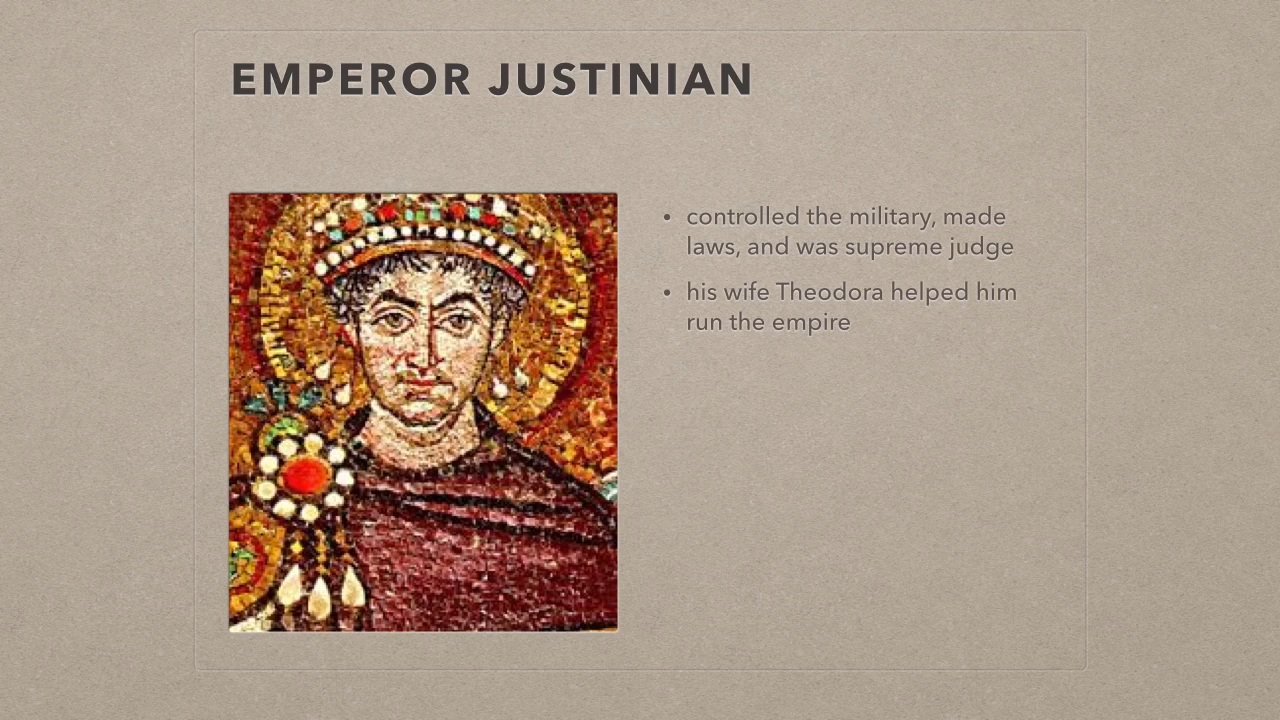 EMPEROR JUSTINIAN
• controlled the military, made
laws, and was supreme judge
• his wife Theodora helped him
run the empire